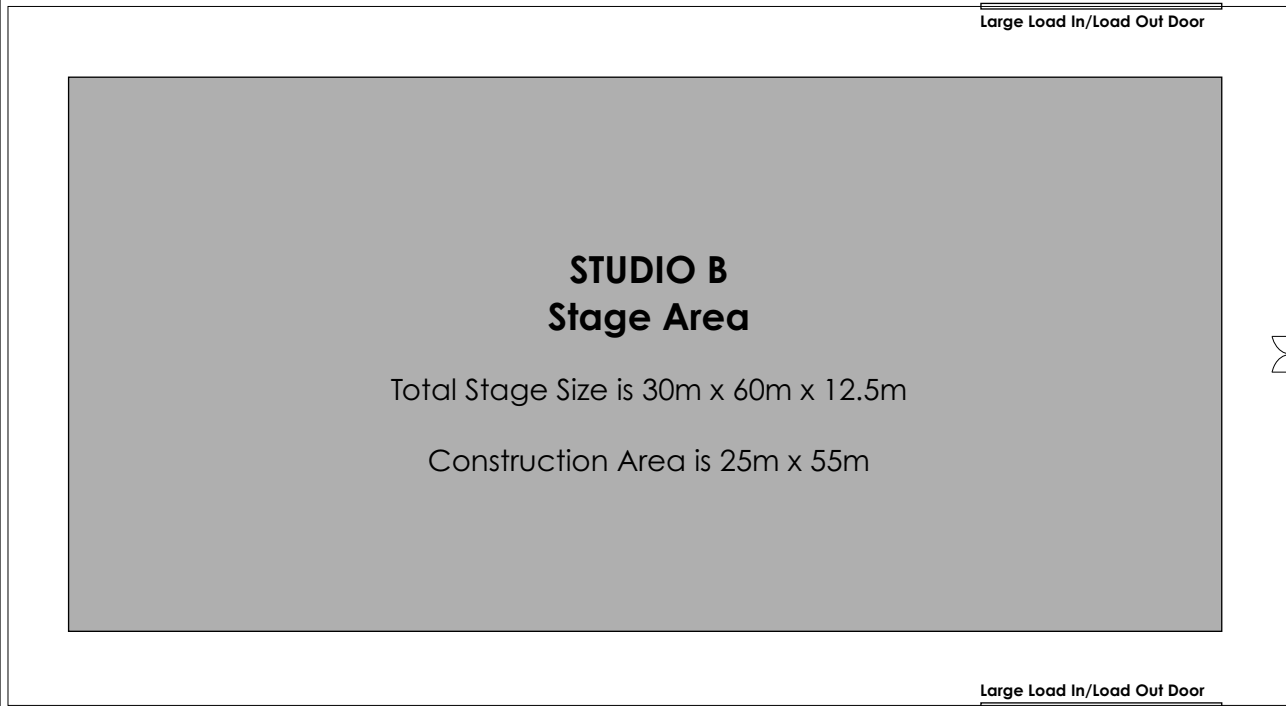 Large Load In/Load Out Door
STUDIO B
Stage Area
Total Stage Size is 30m x 60m x 12.5m
Construction Area is 25m x 55m
Large Load In/Load Out Door